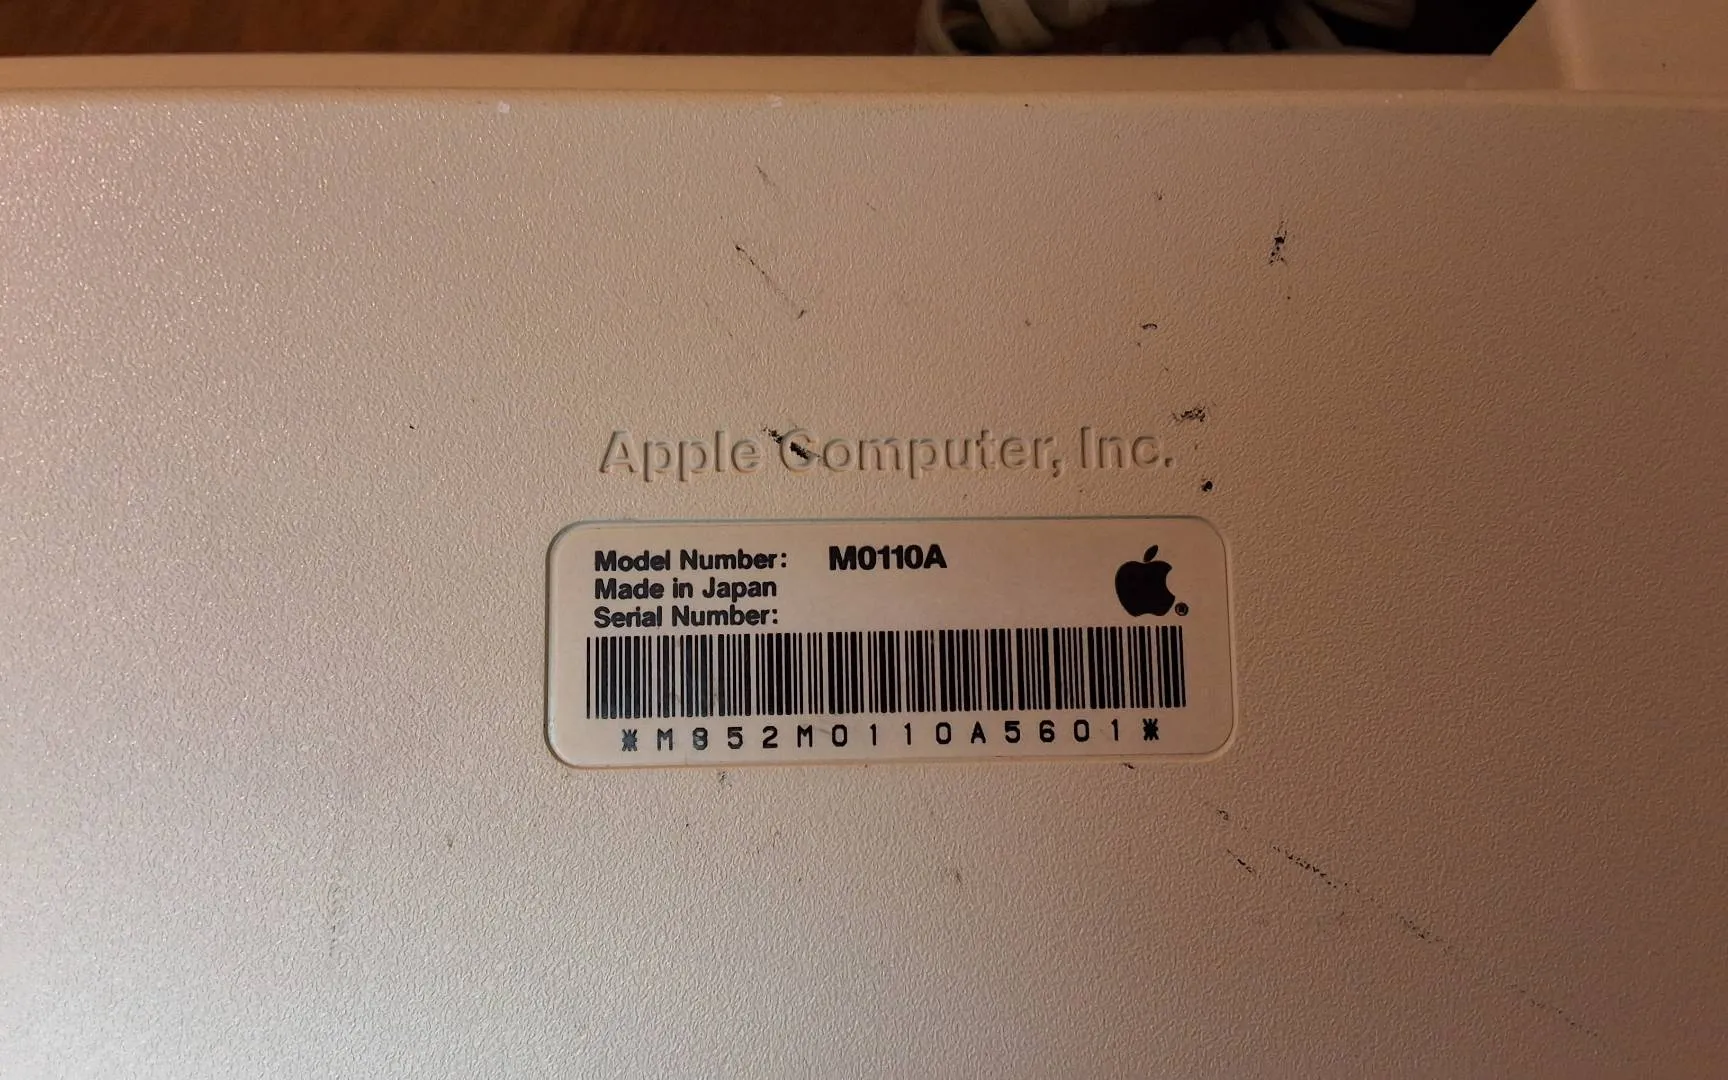 Apple Computer, Inc.
Model Number: M0110A
Made in Japan
Serial Number:
*M852M0110A5601*